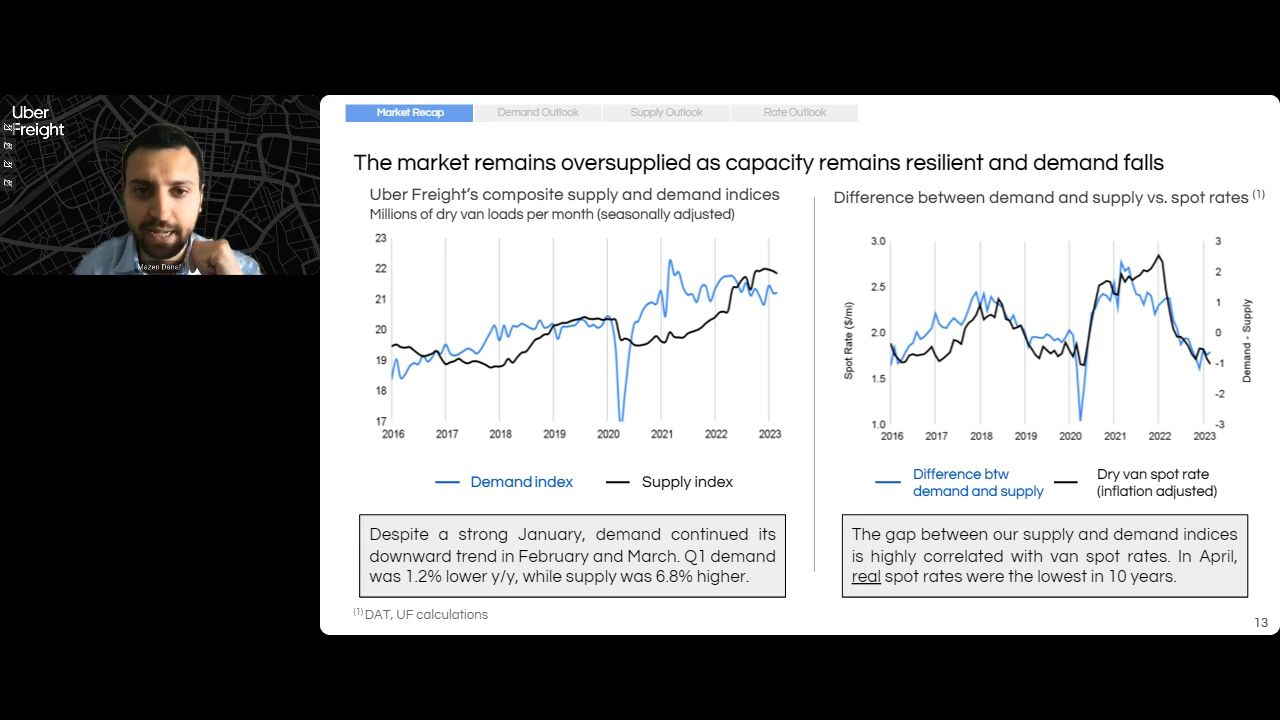 Uber
Freight
Mazen Danaf
Market Recap
Demand Outlook
Supply Outlook
Rate Outlook
The market remains oversupplied as capacity remains resilient and demand falls
Uber Freight's composite supply and demand indices
Millions of dry van loads per month (seasonally adjusted)
23
22
21
20
19
18
17
2016
2017
2018
2019
2020
2021
2022
2023
Demand index
Supply index
Despite a strong January, demand continued its
downward trend in February and March. Q1 demand
was 1.2% lower y/y, while supply was 6.8% higher.
(1) DAT, UF calculations
Difference between demand and supply vs. spot rates (1)
Spot Rate ($/mi)
3.0
2.5
2.0
1.5
1.0
3
2
1
0
-1
-2
-3
Demand - Supply
2016
2017
2018
2019
2020
2021
2022
2023
Difference btw
demand and supply
Dry van spot rate
(inflation adjusted)
The gap between our supply and demand indices
is highly correlated with van spot rates. In April,
real spot rates were the lowest in 10 years.
13